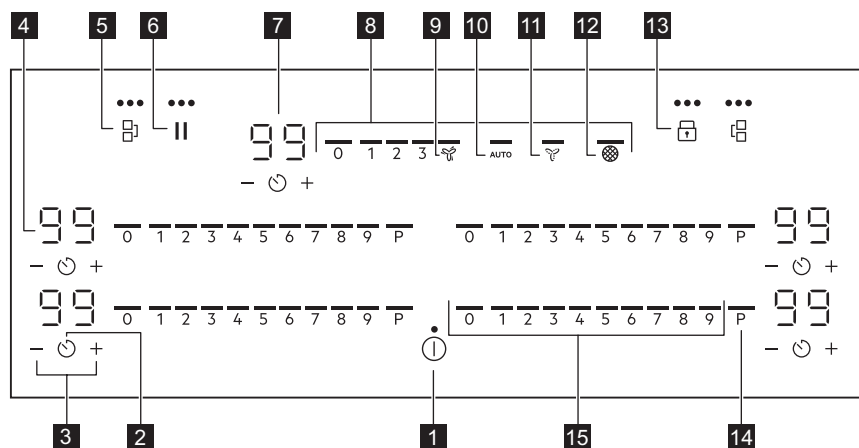 4 5 6 7 8 9 10 11 12 13
99 0 1 2 3 AUTO
− +
99 0 1 2 3 4 5 6 7 8 9 P 0 1 2 3 4 5 6 7 8 9 P 99
− + − +
99 0 1 2 3 4 5 6 7 8 9 P 0 1 2 3 4 5 6 7 8 9 P 99
− + − +
3 2 1 15 14